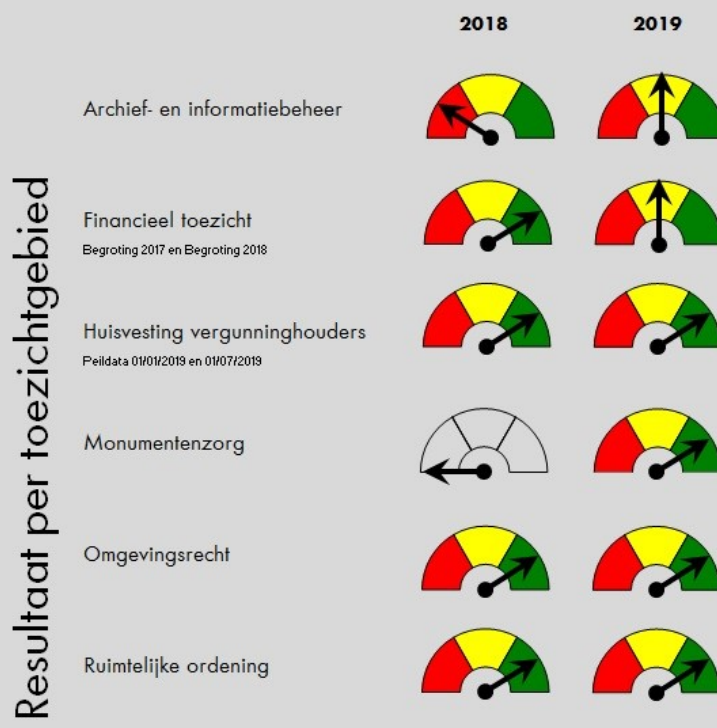 2018 2019
Resultaat per toezichtgebied
Archief- en informatiebeheer
Financieel toezicht
Begroting 2017 en Begroting 2018
Huisvesting vergunninghouders
Peildata 01/01/2019 en 01/07/2019
Monumentenzorg
Omgevingsrecht
Ruimtelijke ordening